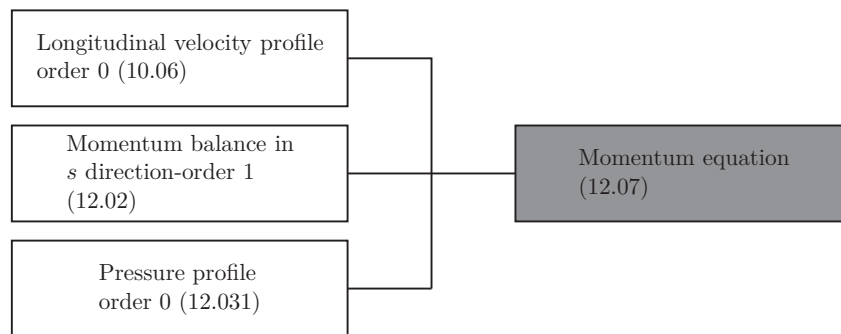 Longitudinal velocity profile
order 0 (10.06)
Momentum balance in
s direction-order 1
(12.02)
Pressure profile
order 0 (12.031)
Momentum equation
(12.07)